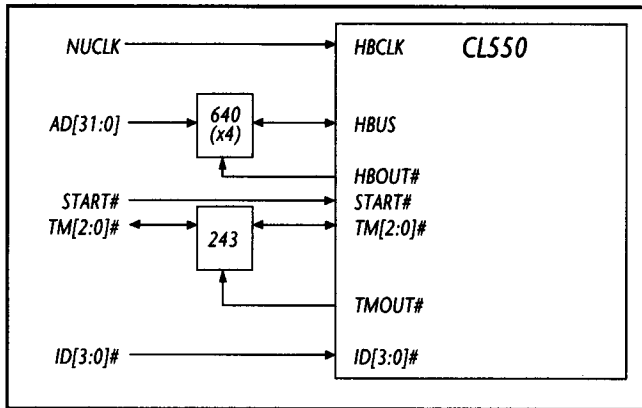 NUCLK HBCLK CL550
AD[31:0] 640 (x4) HBUS
HBOUT#
START# START#
TM[2:0]# 243 TM[2:0]#
TMOUT#
ID[3:0]# ID[3:0]#